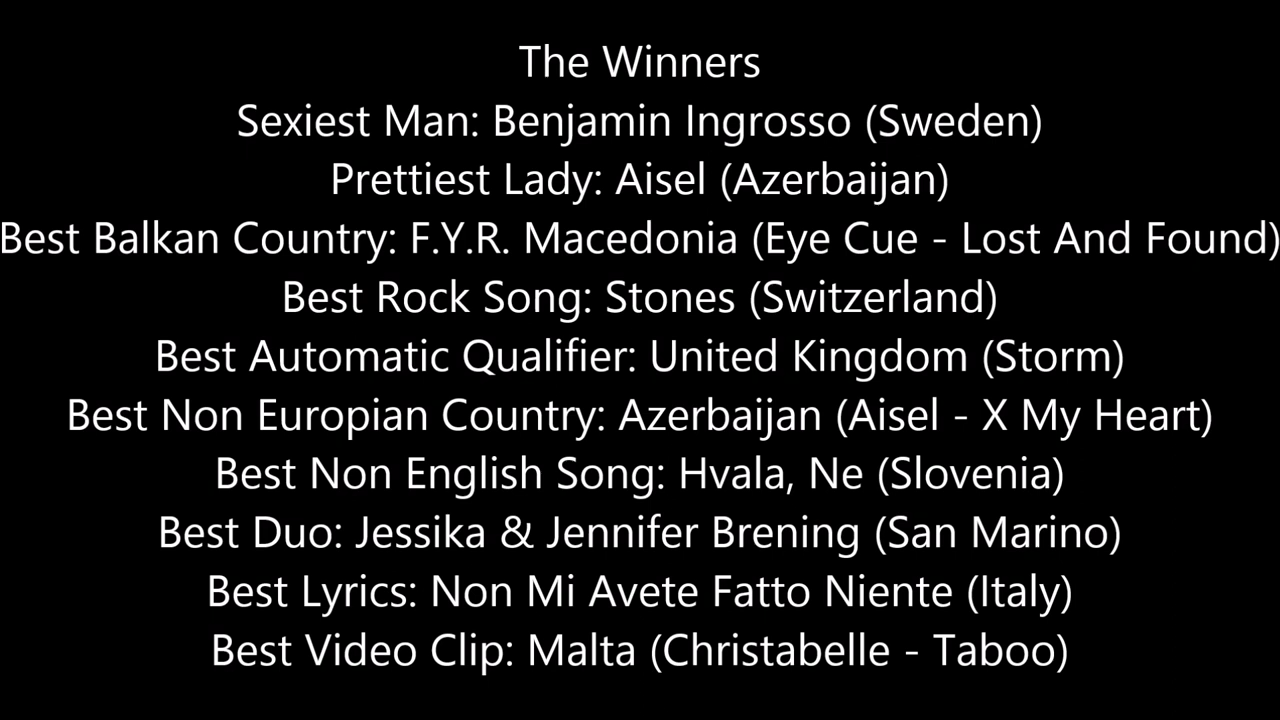 The Winners
Sexiest Man: Benjamin Ingrosso (Sweden)
Prettiest Lady: Aisel (Azerbaijan)
Best Balkan Country: F.Y.R. Macedonia (Eye Cue - Lost And Found)
Best Rock Song: Stones (Switzerland)
Best Automatic Qualifier: United Kingdom (Storm)
Best Non Europian Country: Azerbaijan (Aisel - X My Heart)
Best Non English Song: Hvala, Ne (Slovenia)
Best Duo: Jessika & Jennifer Brening (San Marino)
Best Lyrics: Non Mi Avete Fatto Niente (Italy)
Best Video Clip: Malta (Christabelle - Taboo)